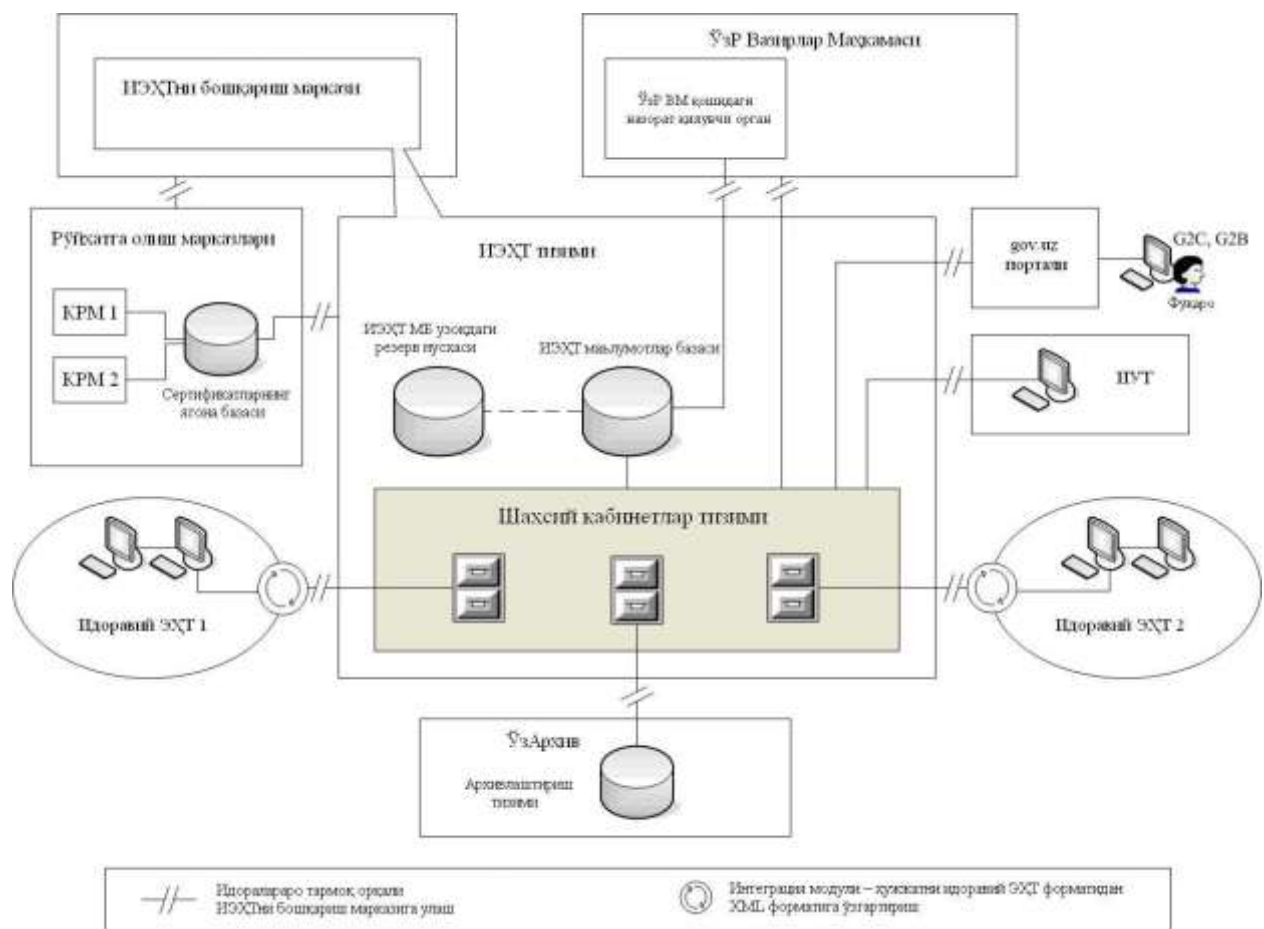 ИЭҲТни бошқариш маркази
ЎзР Вазирлар Маҳкамаси
ЎзР ВМ қошидаги
назорат қилувчи орган
Рўйхатга олиш марказлари
КРМ 1
КРМ 2
Сертификатларнинг
ягона базаси
ИЭҲТ тизими
ИЭҲТ МБ узоқдаги
резерв нусхаси
ИЭҲТ маълумотлар базаси
gov.uz
портали
G2C, G2B
Фуқаро
ИУТ
Шахсий кабинетлар тизими
Идоравий ЭҲТ 1
Идоравий ЭҲТ 2
ЎзАрхив
Архивлаштириш
тизими
Идоралараро тармоқ орқали
ИЭҲТни бошқариш марказига улаш
Интеграция модули – ҳужжатни идоравий ЭҲТ форматидан
XML форматига ўзгартириш